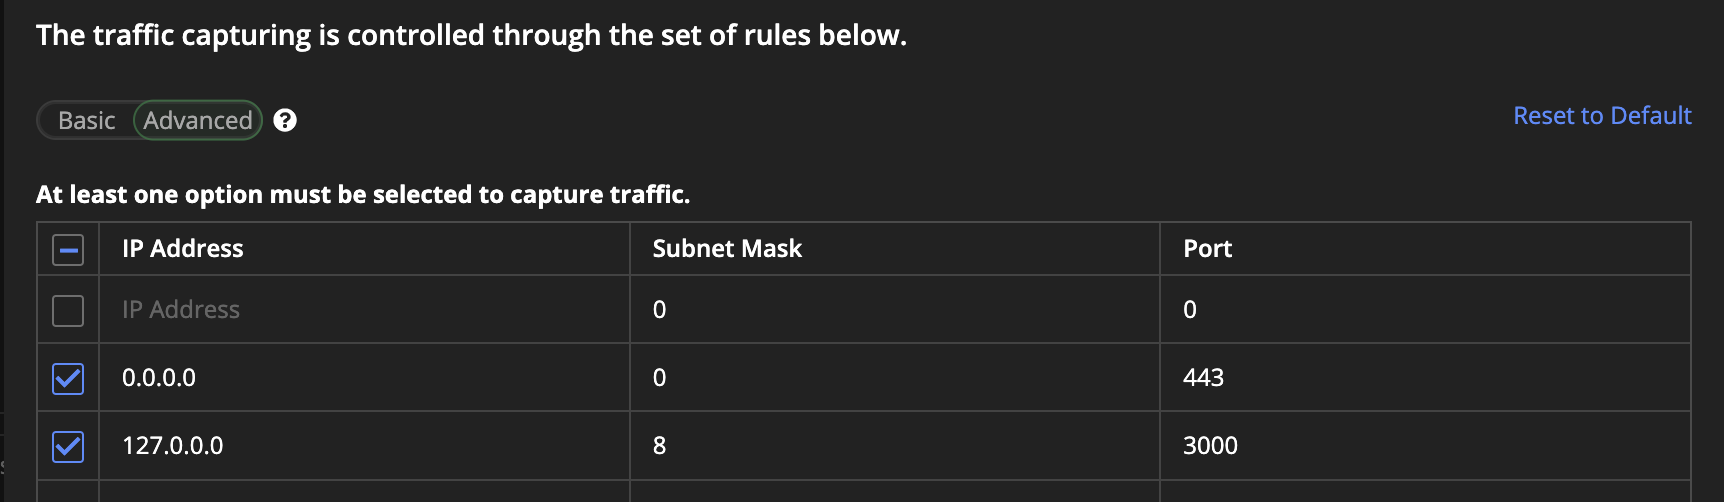 The traffic capturing is controlled through the set of rules below.
Basic Advanced ? Reset to Default
At least one option must be selected to capture traffic.
IP Address Subnet Mask Port
IP Address 0 0
0.0.0.0 0 443
127.0.0.0 8 3000